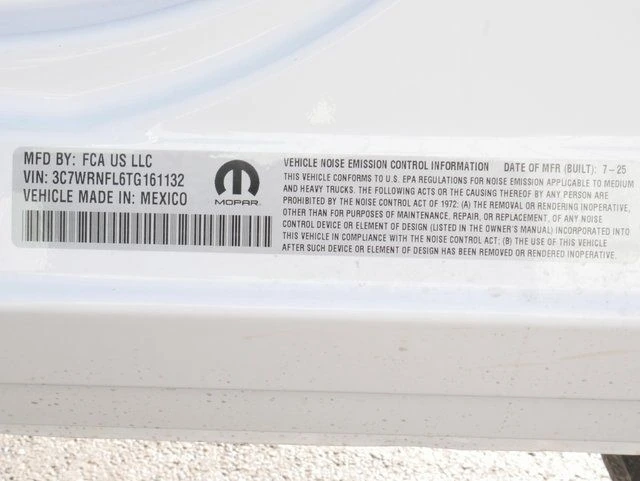 MFD BY: FCA US LLC
VIN: 3C7WRNFL6TG161132
VEHICLE MADE IN: MEXICO
MOPAR
VEHICLE NOISE EMISSION CONTROL INFORMATION DATE OF MFR (BUILT): 7-25
THIS VEHICLE CONFORMS TO U.S. EPA REGULATIONS FOR NOISE EMISSION APPLICABLE TO MEDIUM
AND HEAVY TRUCKS. THE FOLLOWING ACTS OR THE CAUSING THEREOF BY ANY PERSON ARE
PROHIBITED BY THE NOISE CONTROL ACT OF 1972: (A) THE REMOVAL OR RENDERING INOPERATIVE,
OTHER THAN FOR PURPOSES OF MAINTENANCE, REPAIR, OR REPLACEMENT, OF ANY NOISE
CONTROL DEVICE OR ELEMENT OF DESIGN (LISTED IN THE OWNER'S MANUAL) INCORPORATED INTO
THIS VEHICLE IN COMPLIANCE WITH THE NOISE CONTROL ACT; (B) THE USE OF THIS VEHICLE
AFTER SUCH DEVICE OR ELEMENT OF DESIGN HAS BEEN REMOVED OR RENDERED INOPERATIVE.